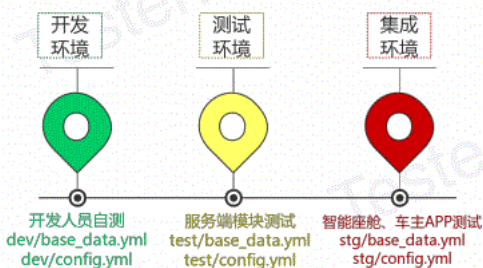 开发
环境
测试
环境
集成
环境
开发人员自测
dev/base_data.yml
dev/config.yml
服务端模块测试
test/base_data.yml
test/config.yml
智能座舱、车主APP测试
stg/base_data.yml
stg/config.yml